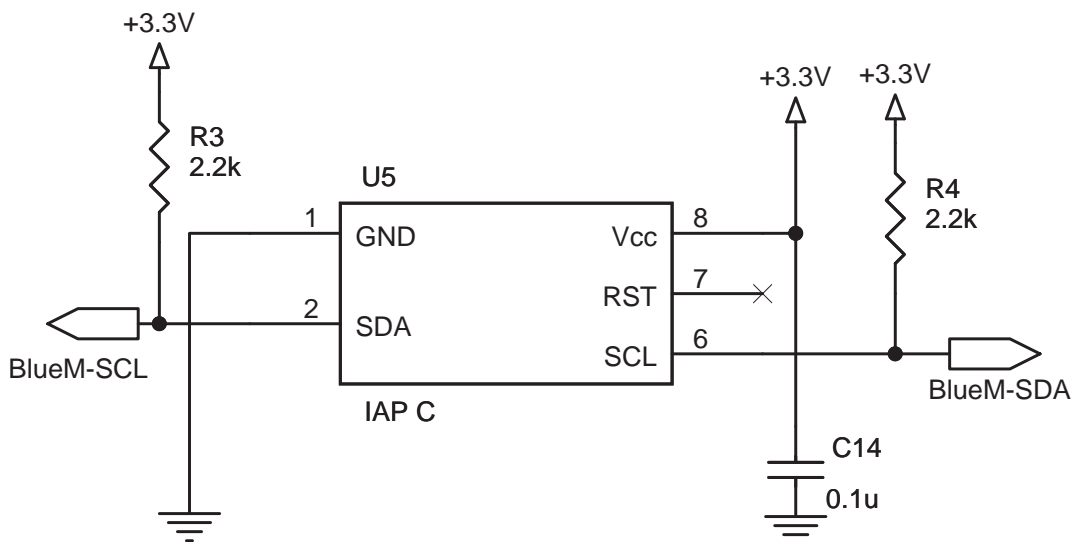 +3.3V
R3
2.2k
U5
+3.3V
+3.3V
R4
2.2k
1
GND
Vcc
8
RST
7
2
SDA
SCL
6
BlueM-SCL
BlueM-SDA
IAP C
C14
0.1u